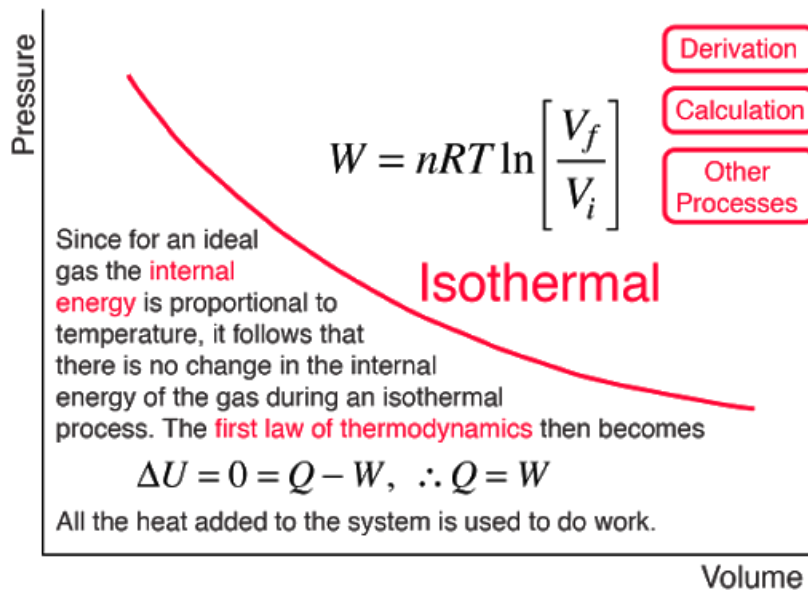 Pressure
Derivation
Calculation
Other
Processes
W = nRT ln[V_f/V_i]
Isothermal
Since for an ideal
gas the internal
energy is proportional to
temperature, it follows that
there is no change in the internal
energy of the gas during an isothermal
process. The first law of thermodynamics then becomes
ΔU = 0 = Q − W, ∴ Q = W
All the heat added to the system is used to do work.
Volume